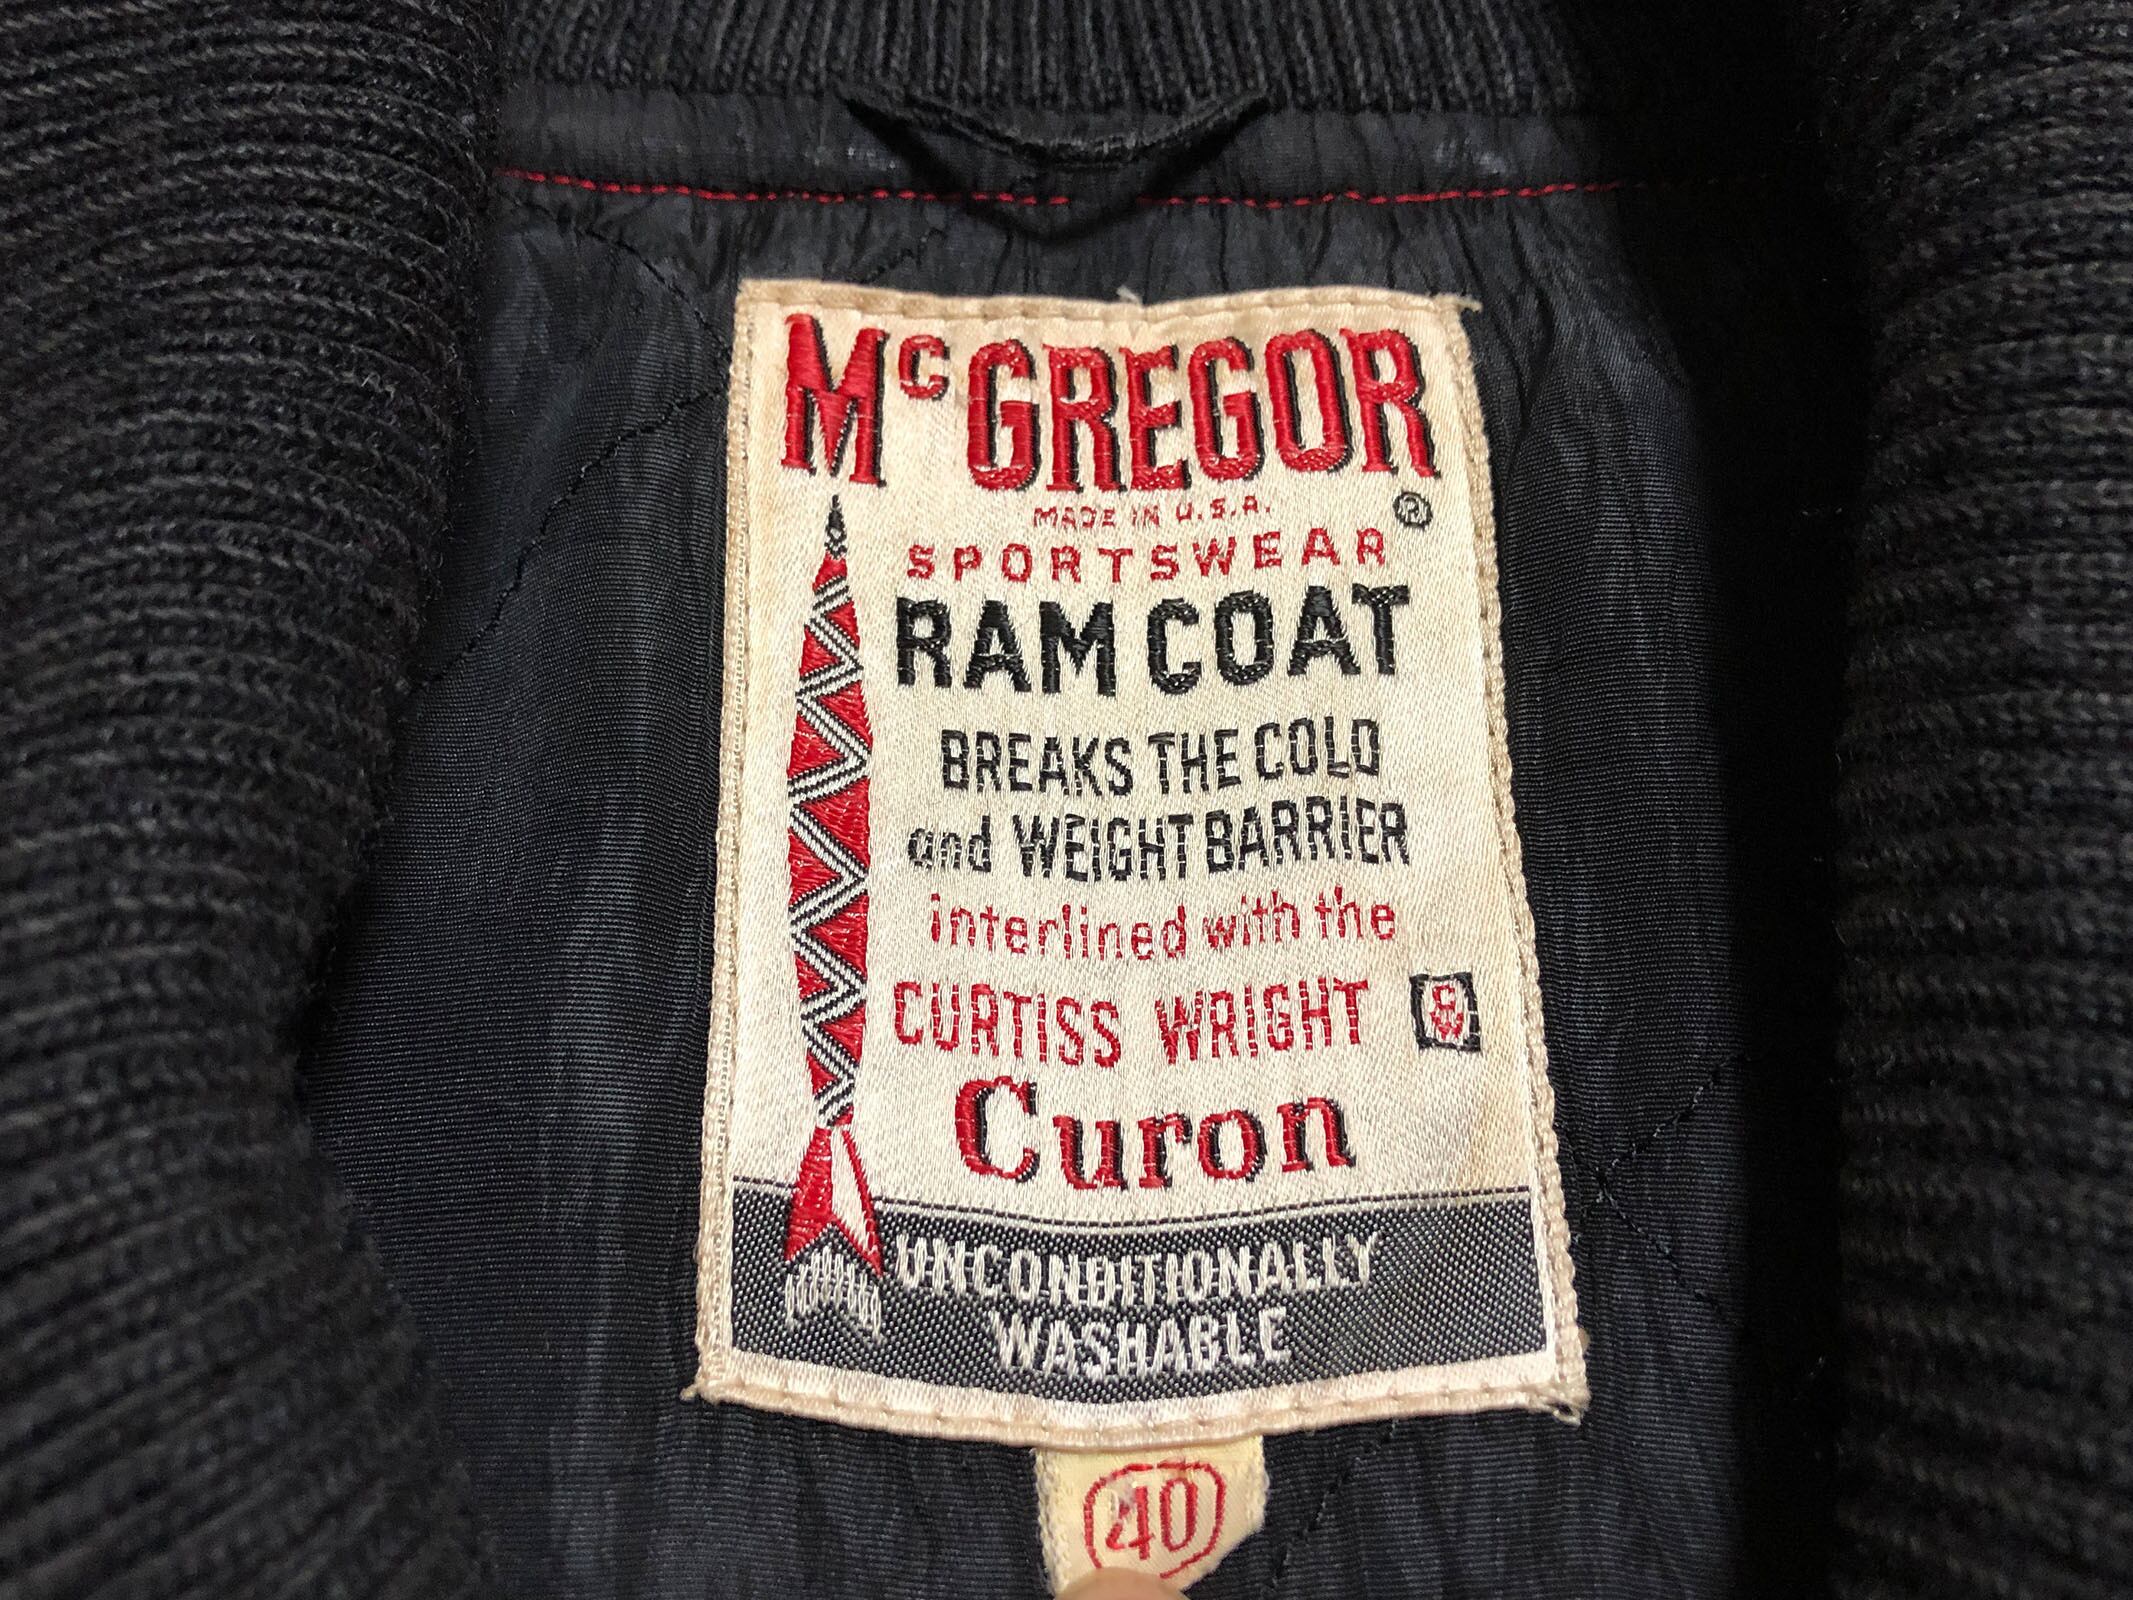 McGREGOR
MADE IN U.S.A.
®
SPORTSWEAR
RAM COAT
BREAKS THE COLD
and WEIGHT BARRIER
interlined with the
CURTISS WRIGHT CW
Curon
UNCONDITIONALLY
WASHABLE
40